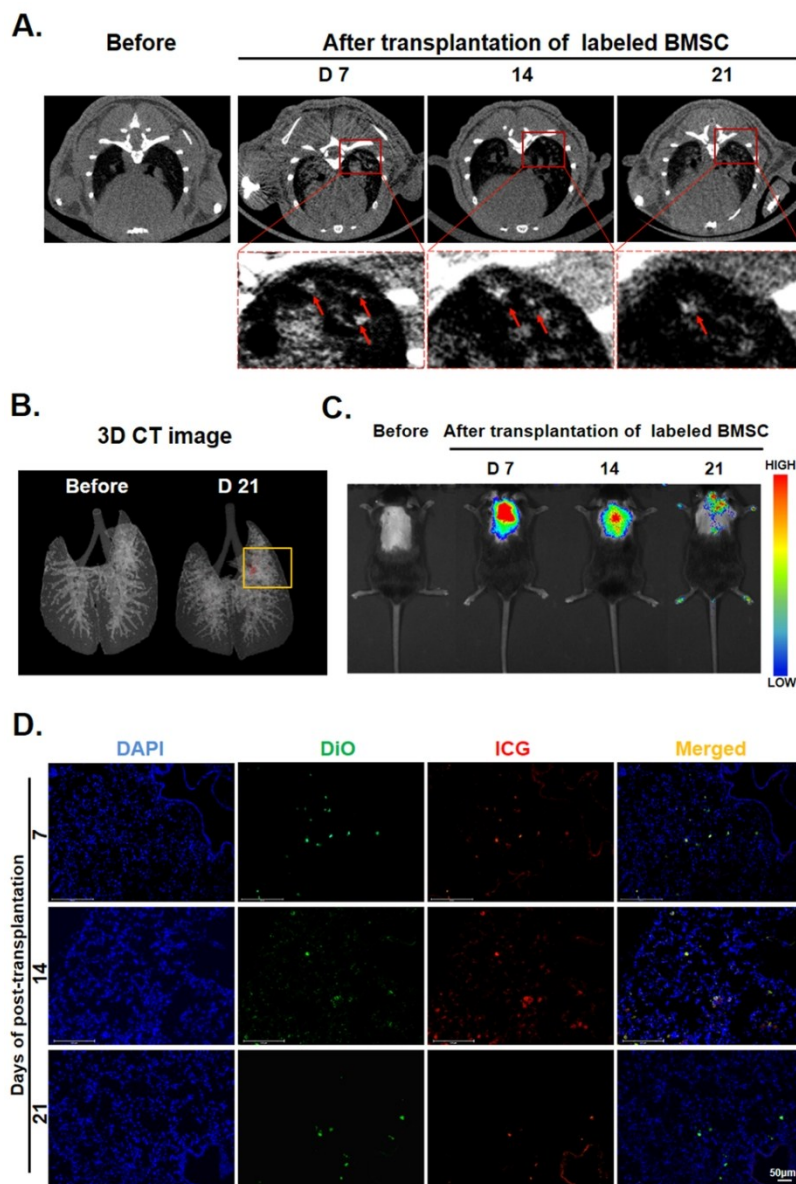 A.
Before
After transplantation of labeled BMSC
D 7
14
21
B.
3D CT image
Before
D 21
C.
Before
After transplantation of labeled BMSC
D 7
14
21
HIGH
LOW
D.
DAPI
DiO
ICG
Merged
Days of post-transplantation
7
14
21
50μm